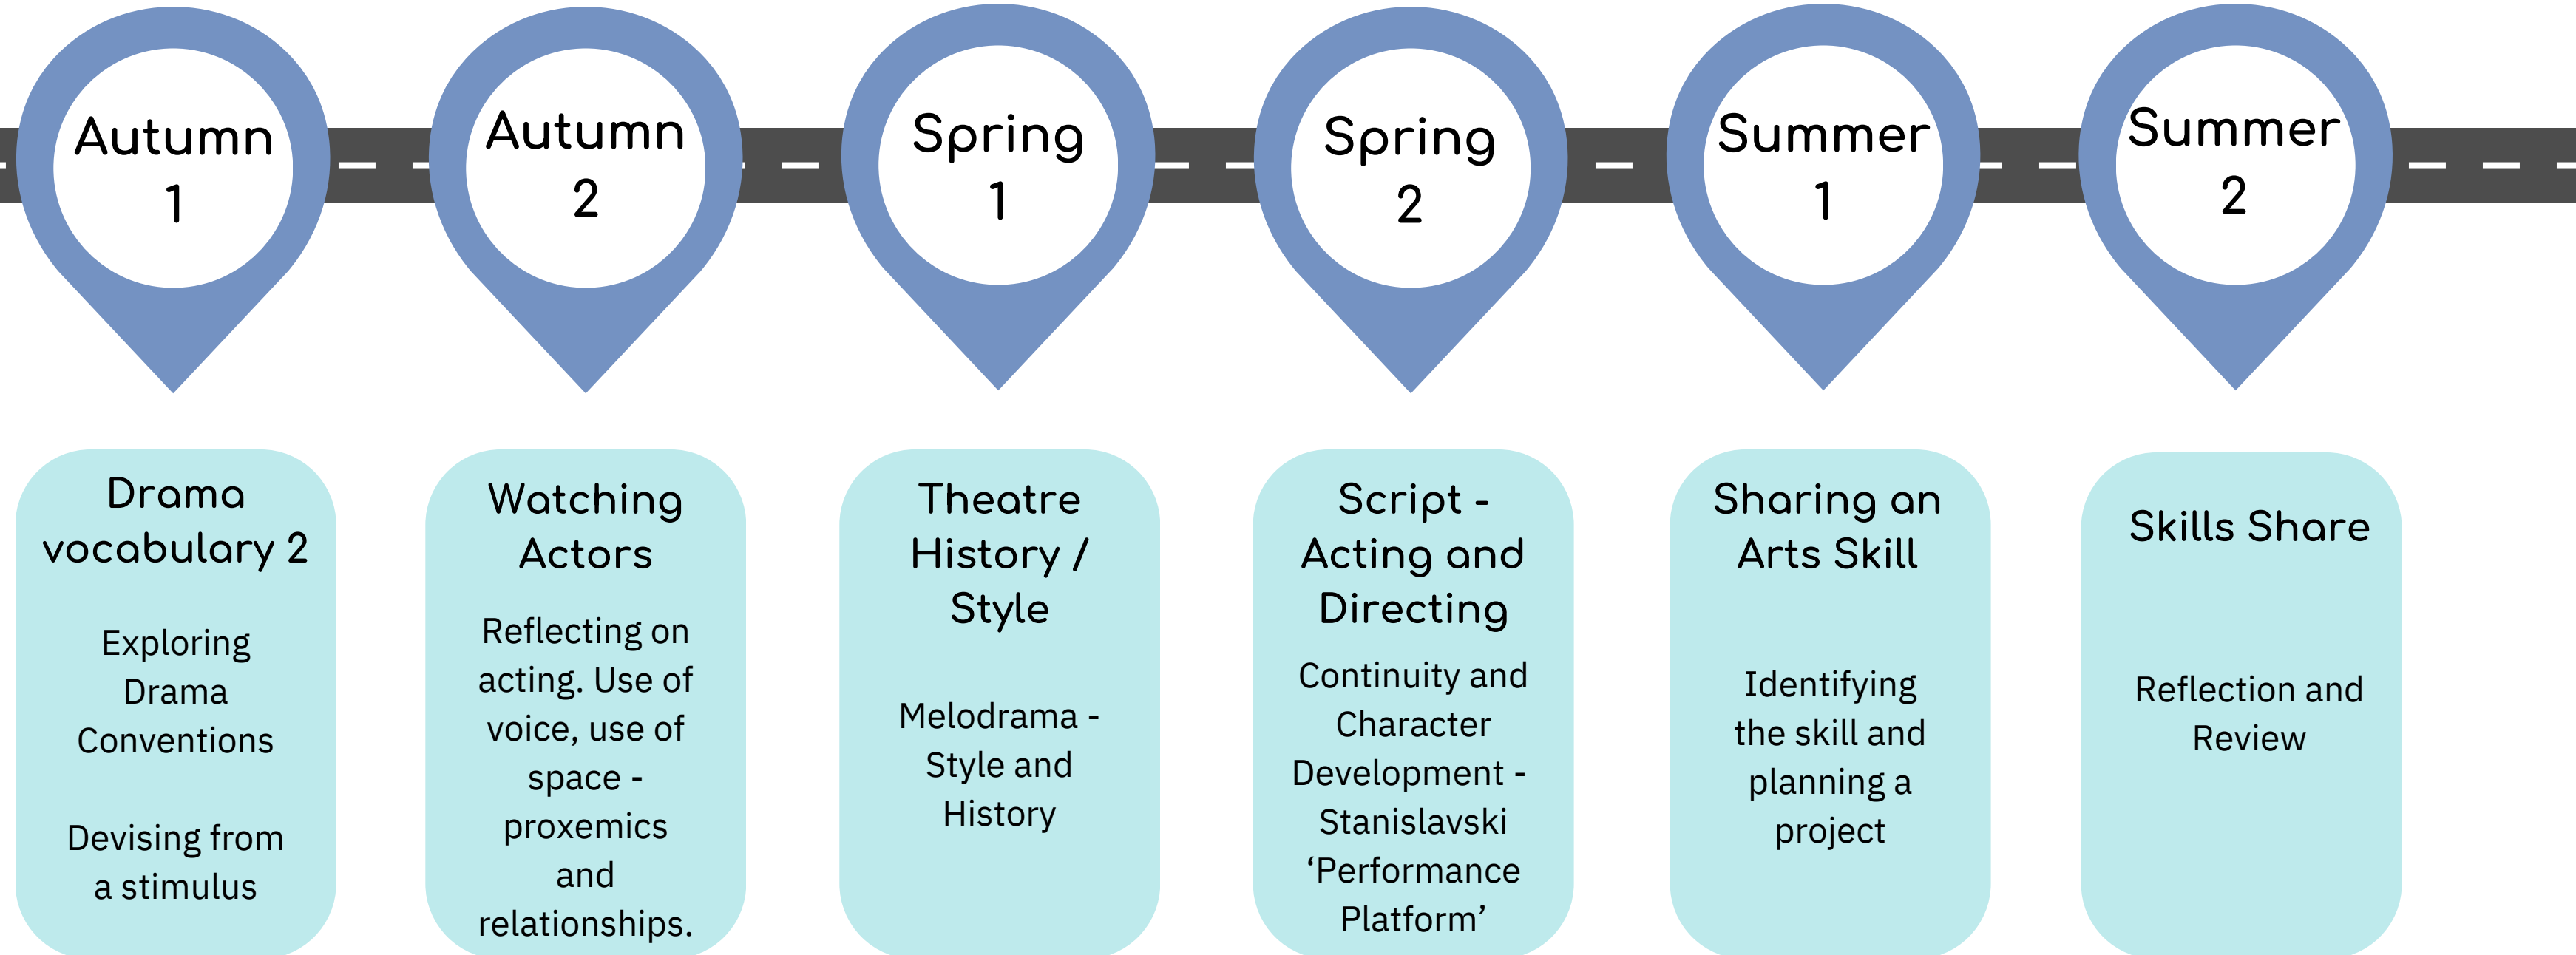 Autumn
1
Autumn
2
Spring
1
Spring
2
Summer
1
Summer
2
Drama
vocabulary 2
Exploring
Drama
Conventions
Devising from
a stimulus
Watching
Actors
Reflecting on
acting. Use of
voice, use of
space -
proxemics
and
relationships.
Theatre
History /
Style
Melodrama -
Style and
History
Script -
Acting and
Directing
Continuity and
Character
Development -
Stanislavski
‘Performance
Platform’
Sharing an
Arts Skill
Identifying
the skill and
planning a
project
Skills Share
Reflection and
Review